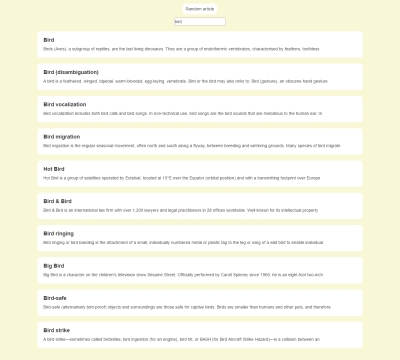 Random article
bird
Bird
Birds (Aves), a subgroup of reptiles, are the last living dinosaurs. They are a group of endothermic vertebrates, characterised by feathers, toothless
Bird (disambiguation)
A bird is a feathered, winged, bipedal, warm-blooded, egg-laying, vertebrate. Bird or the bird may also refer to: Bird (gesture), an obscene hand gesture
Bird vocalization
Bird vocalization includes both bird calls and bird songs. In non-technical use, bird songs are the bird sounds that are melodious to the human ear. In
Bird migration
Bird migration is the regular seasonal movement, often north and south along a flyway, between breeding and wintering grounds. Many species of bird migrate
Hot Bird
Hot Bird is a group of satellites operated by Eutelsat, located at 13°E over the Equator (orbital position) and with a transmitting footprint over Europe
Bird & Bird
Bird & Bird is an international law firm with over 1,200 lawyers and legal practitioners in 28 offices worldwide. Well known for its intellectual property
Bird ringing
Bird ringing or bird banding is the attachment of a small, individually numbered metal or plastic tag to the leg or wing of a wild bird to enable individual
Big Bird
Big Bird is a character on the children's television show Sesame Street. Officially performed by Caroll Spinney since 1969, he is an eight-foot two-inch
Bird-safe
Bird-safe (alternatively bird-proof) objects and surroundings are those safe for captive birds. Birds are smaller than humans and other pets, and therefore,
Bird strike
A bird strike—sometimes called birdstrike, bird ingestion (for an engine), bird hit, or BASH (for Bird Aircraft Strike Hazard)—is a collision between an